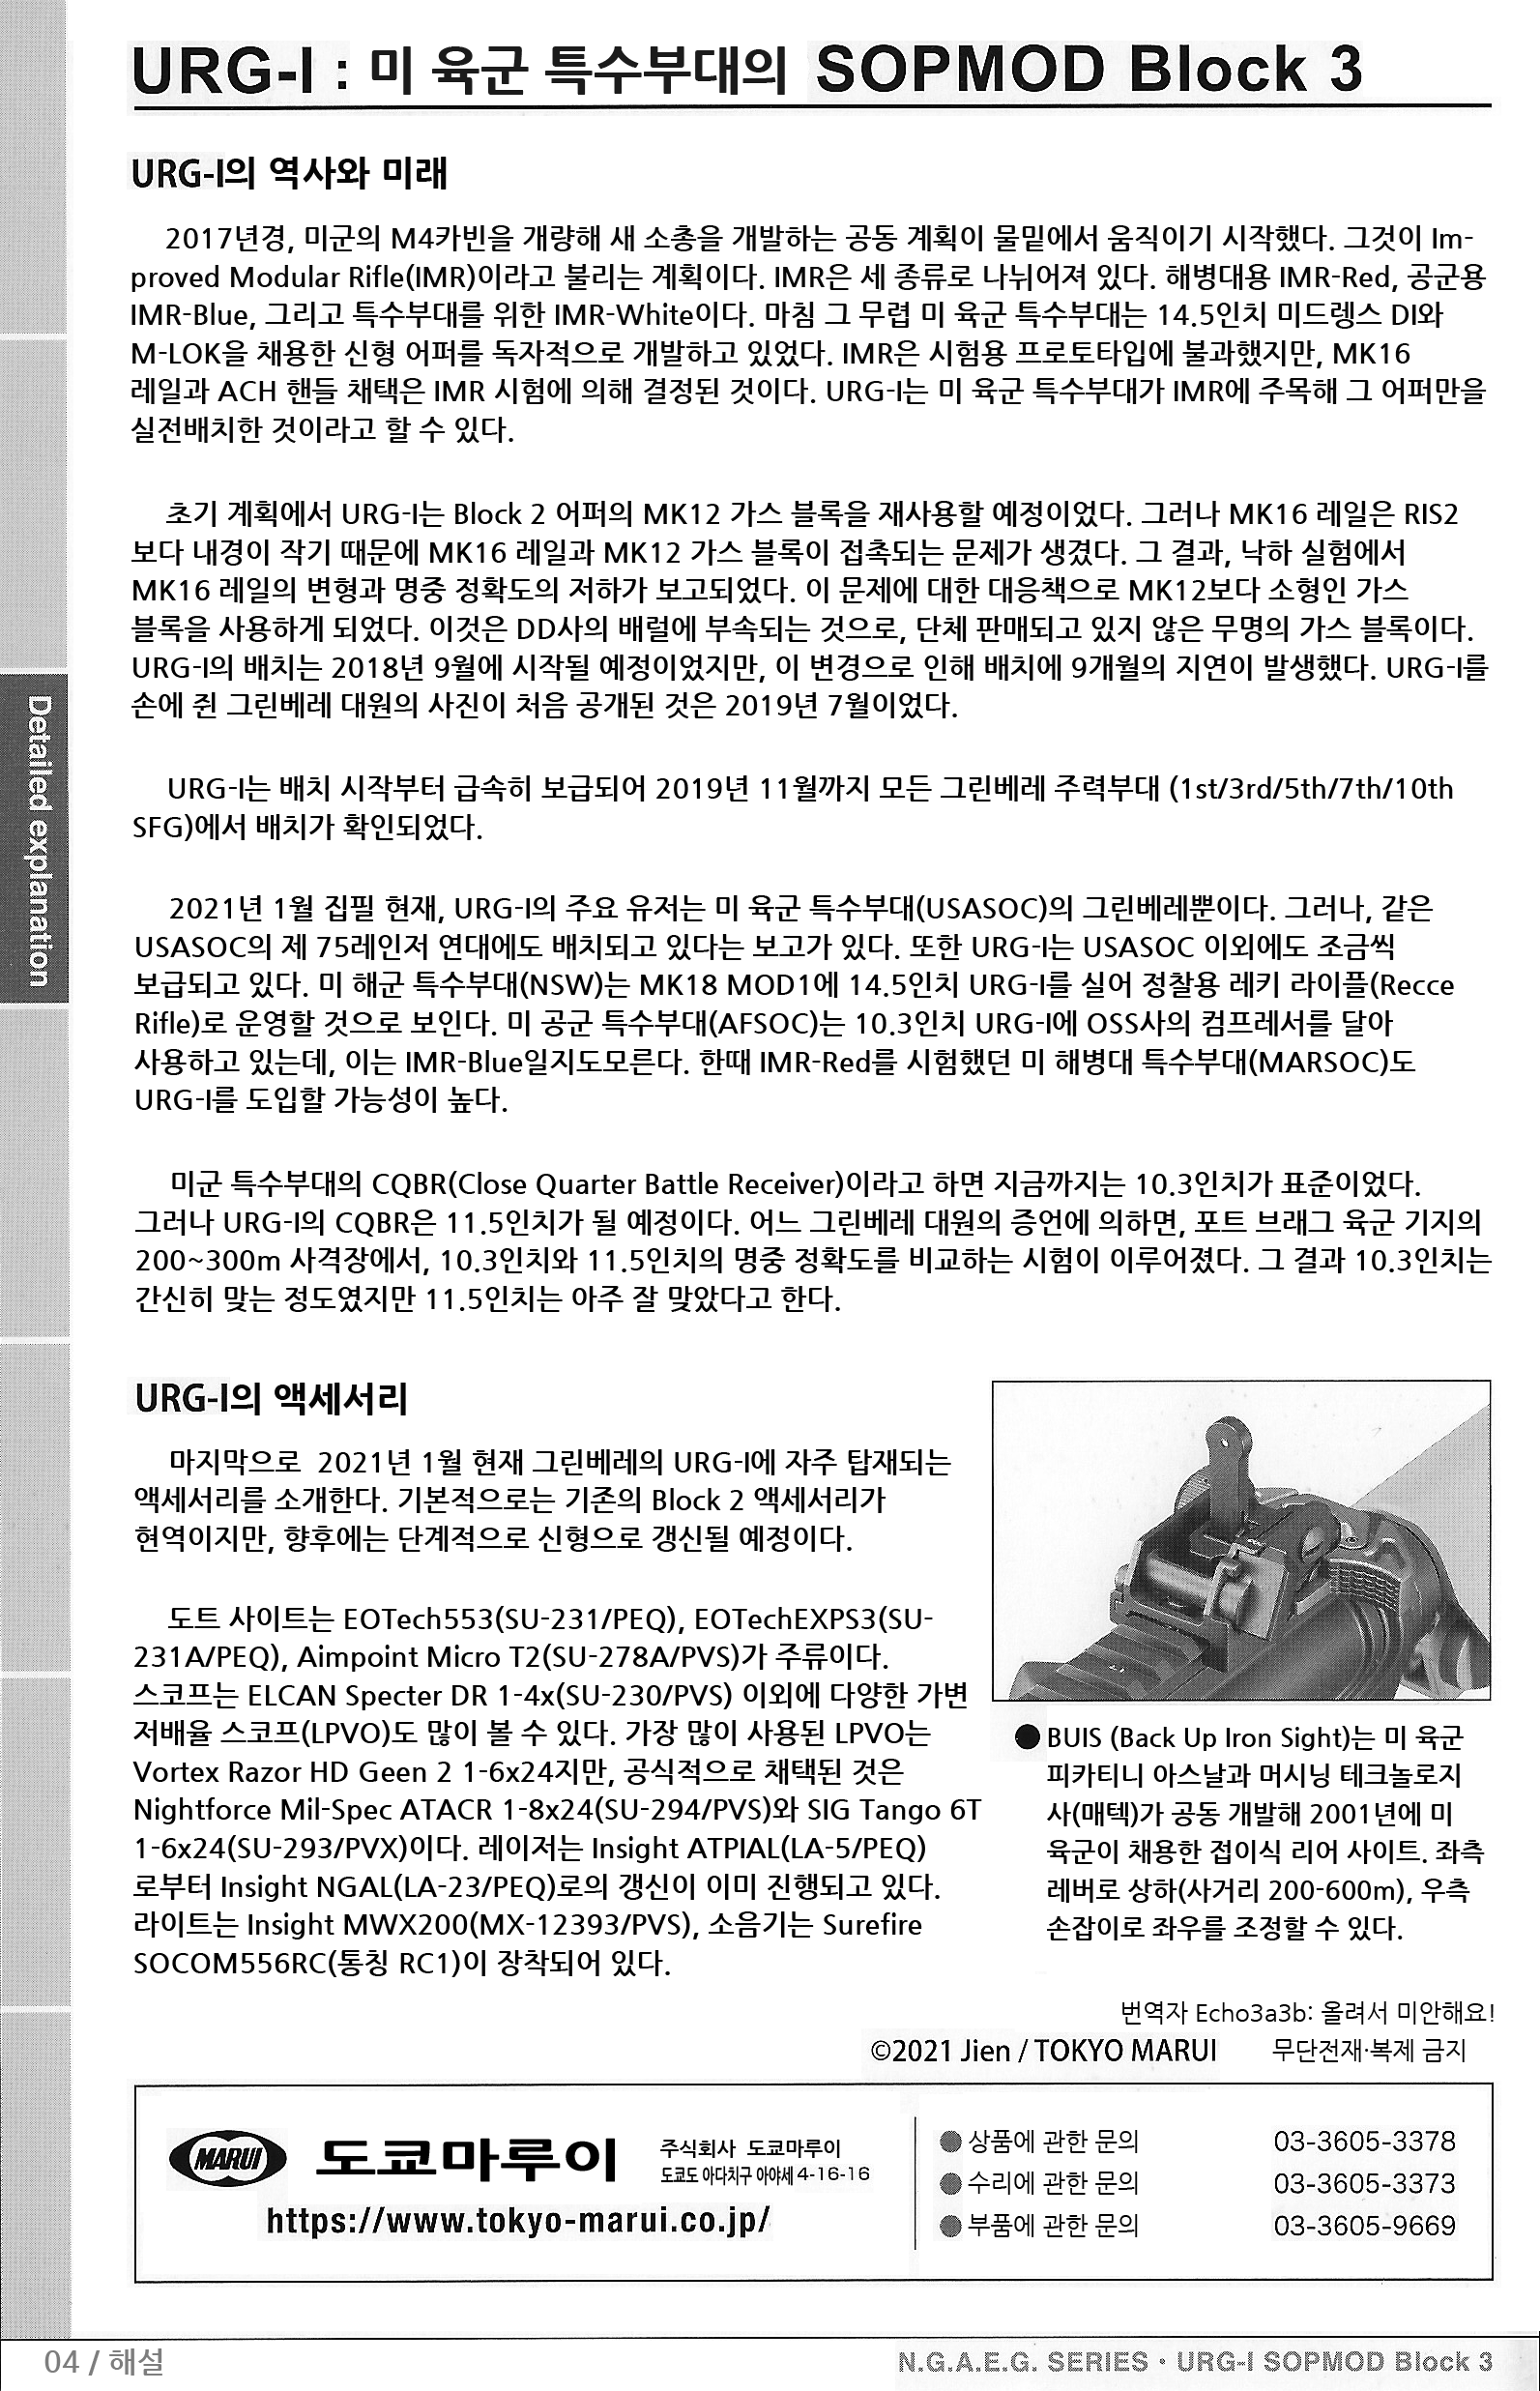 URG-I : 미 육군 특수부대의 SOPMOD Block 3
URG-I의 역사와 미래
2017년경, 미군의 M4카빈을 개량해 새 소총을 개발하는 공동 계획이 물밑에서 움직이기 시작했다. 그것이 Im-
proved Modular Rifle(IMR)이라고 불리는 계획이다. IMR은 세 종류로 나뉘어져 있다. 해병대용 IMR-Red, 공군용
IMR-Blue, 그리고 특수부대를 위한 IMR-White이다. 마침 그 무렵 미 육군 특수부대는 14.5인치 미드렝스 DI와
M-LOK을 채용한 신형 어퍼를 독자적으로 개발하고 있었다. IMR은 시험용 프로토타입에 불과했지만, MK16
레일과 ACH 핸들 채택은 IMR 시험에 의해 결정된 것이다. URG-I는 미 육군 특수부대가 IMR에 주목해 그 어퍼만을
실전배치한 것이라고 할 수 있다.
초기 계획에서 URG-I는 Block 2 어퍼의 MK12 가스 블록을 재사용할 예정이었다. 그러나 MK16 레일은 RIS2
보다 내경이 작기 때문에 MK16 레일과 MK12 가스 블록이 접촉되는 문제가 생겼다. 그 결과, 낙하 실험에서
MK16 레일의 변형과 명중 정확도의 저하가 보고되었다. 이 문제에 대한 대응책으로 MK12보다 소형인 가스
블록을 사용하게 되었다. 이것은 DD사의 배럴에 부속되는 것으로, 단체 판매되고 있지 않은 무명의 가스 블록이다.
URG-I의 배치는 2018년 9월에 시작될 예정이었지만, 이 변경으로 인해 배치에 9개월의 지연이 발생했다. URG-I를
손에 쥔 그린베레 대원의 사진이 처음 공개된 것은 2019년 7월이었다.
URG-I는 배치 시작부터 급속히 보급되어 2019년 11월까지 모든 그린베레 주력부대 (1st/3rd/5th/7th/10th
SFG)에서 배치가 확인되었다.
Detailed explanation
2021년 1월 집필 현재, URG-I의 주요 유저는 미 육군 특수부대(USASOC)의 그린베레뿐이다. 그러나, 같은
USASOC의 제 75레인저 연대에도 배치되고 있다는 보고가 있다. 또한 URG-I는 USASOC 이외에도 조금씩
보급되고 있다. 미 해군 특수부대(NSW)는 MK18 MOD1에 14.5인치 URG-I를 실어 정찰용 레키 라이플(Recce
Rifle)로 운영할 것으로 보인다. 미 공군 특수부대(AFSOC)는 10.3인치 URG-I에 OSS사의 컴프레서를 달아
사용하고 있는데, 이는 IMR-Blue일지도모른다. 한때 IMR-Red를 시험했던 미 해병대 특수부대(MARSOC)도
URG-I를 도입할 가능성이 높다.
미군 특수부대의 CQBR(Close Quarter Battle Receiver)이라고 하면 지금까지는 10.3인치가 표준이었다.
그러나 URG-I의 CQBR은 11.5인치가 될 예정이다. 어느 그린베레 대원의 증언에 의하면, 포트 브래그 육군 기지의
200~300m 사격장에서, 10.3인치와 11.5인치의 명중 정확도를 비교하는 시험이 이루어졌다. 그 결과 10.3인치는
간신히 맞는 정도였지만 11.5인치는 아주 잘 맞았다고 한다.
URG-I의 액세서리
마지막으로 2021년 1월 현재 그린베레의 URG-I에 자주 탑재되는
액세서리를 소개한다. 기본적으로는 기존의 Block 2 액세서리가
현역이지만, 향후에는 단계적으로 신형으로 갱신될 예정이다.
도트 사이트는 EOTech553(SU-231/PEQ), EOTechEXPS3(SU-
231A/PEQ), Aimpoint Micro T2(SU-278A/PVS)가 주류이다.
스코프는 ELCAN Specter DR 1-4x(SU-230/PVS) 이외에 다양한 가변
저배율 스코프(LPVO)도 많이 볼 수 있다. 가장 많이 사용된 LPVO는
Vortex Razor HD Geen 2 1-6x24지만, 공식적으로 채택된 것은
Nightforce Mil-Spec ATACR 1-8x24(SU-294/PVS)와 SIG Tango 6T
1-6x24(SU-293/PVX)이다. 레이저는 Insight ATPIAL(LA-5/PEQ)
로부터 Insight NGAL(LA-23/PEQ)로의 갱신이 이미 진행되고 있다.
라이트는 Insight MWX200(MX-12393/PVS), 소음기는 Surefire
SOCOM556RC(통칭 RC1)이 장착되어 있다.
●BUIS (Back Up Iron Sight)는 미 육군
피카티니 아스날과 머시닝 테크놀로지
사(매텍)가 공동 개발해 2001년에 미
육군이 채용한 접이식 리어 사이트. 좌측
레버로 상하(사거리 200-600m), 우측
손잡이로 좌우를 조정할 수 있다.
번역자 Echo3a3b: 올려서 미안해요!
©2021 Jien / TOKYO MARUI 무단전재·복제 금지
MARUI 도쿄마루이
주식회사 도쿄마루이
도쿄도 아다치구 아야세 4-16-16
https://www.tokyo-marui.co.jp/
●상품에 관한 문의 03-3605-3378
●수리에 관한 문의 03-3605-3373
●부품에 관한 문의 03-3605-9669
04 / 해설
N.G.A.E.G. SERIES・URG-I SOPMOD Block 3